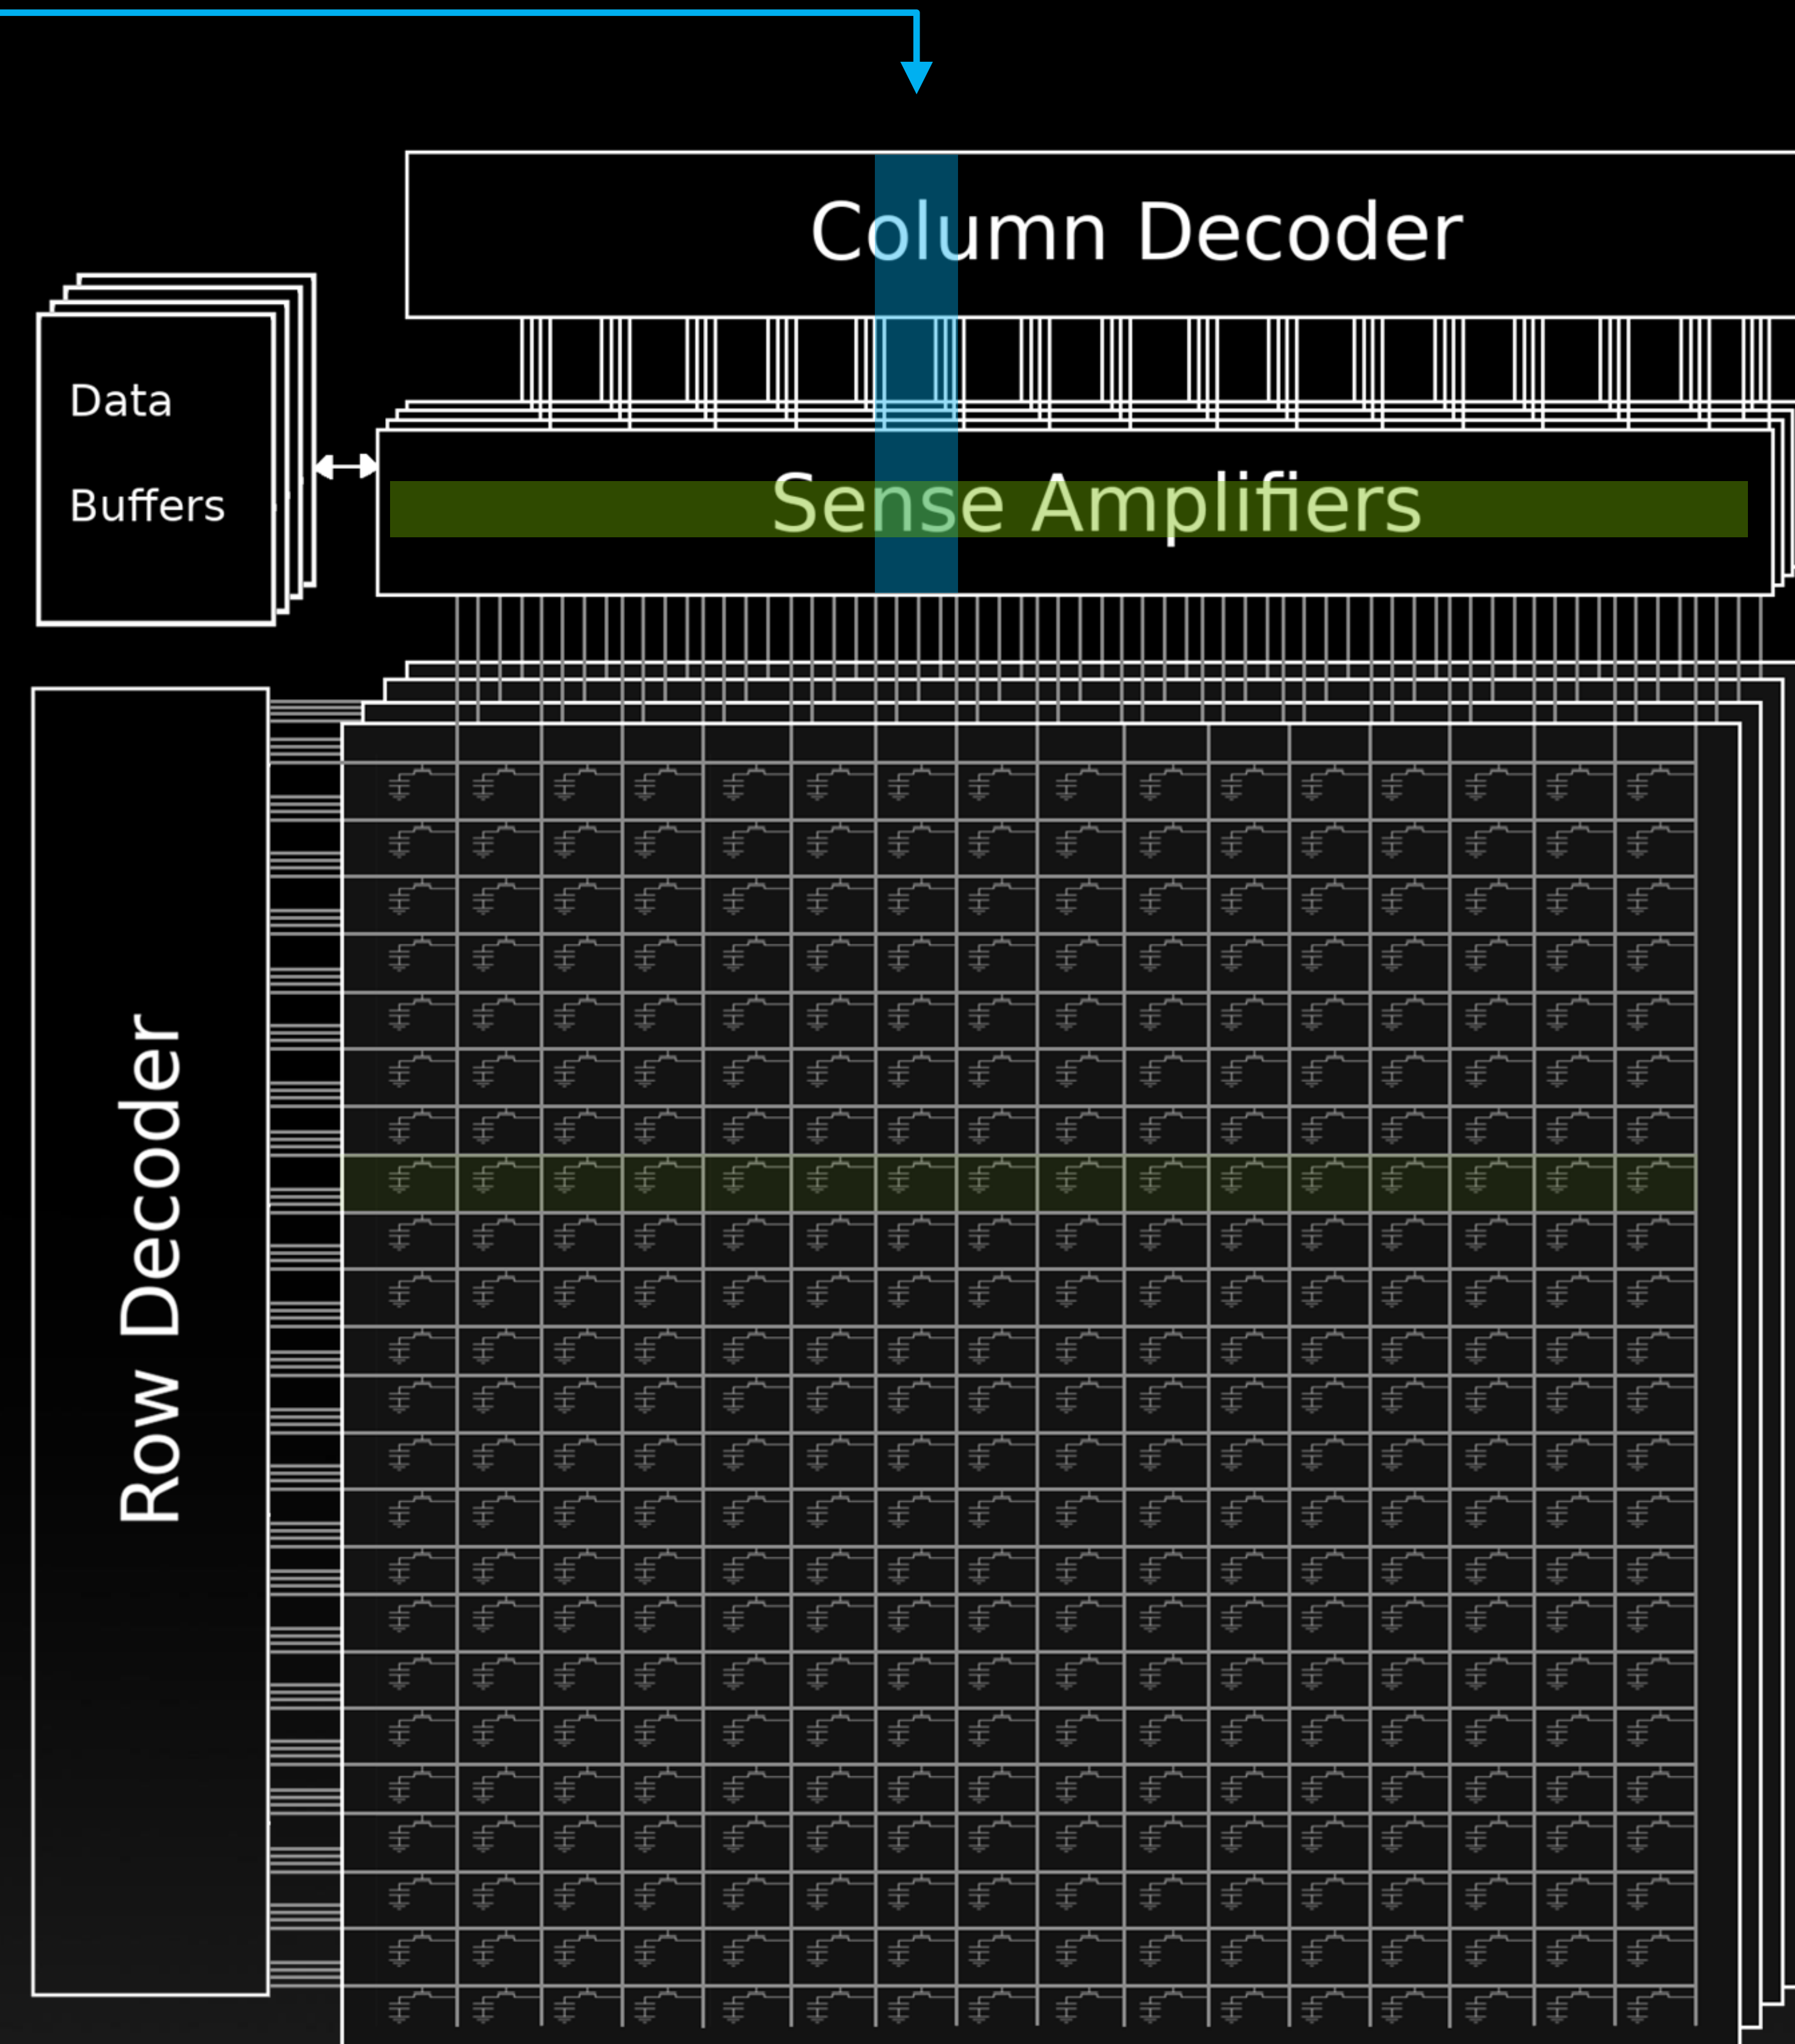 Column Decoder
Data
Buffers
Sense Amplifiers
Row Decoder